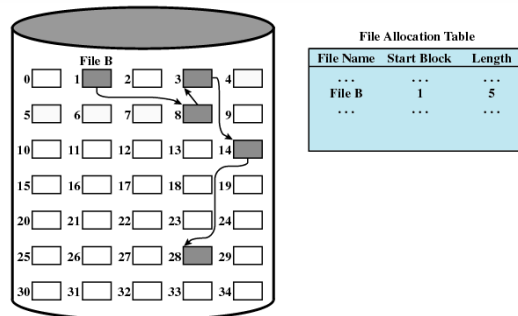 File Allocation Table
File Name Start Block Length
... ... ...
File B 1 5
... ... ...
File B
0 1 2 3 4
5 6 7 8 9
10 11 12 13 14
15 16 17 18 19
20 21 22 23 24
25 26 27 28 29
30 31 32 33 34